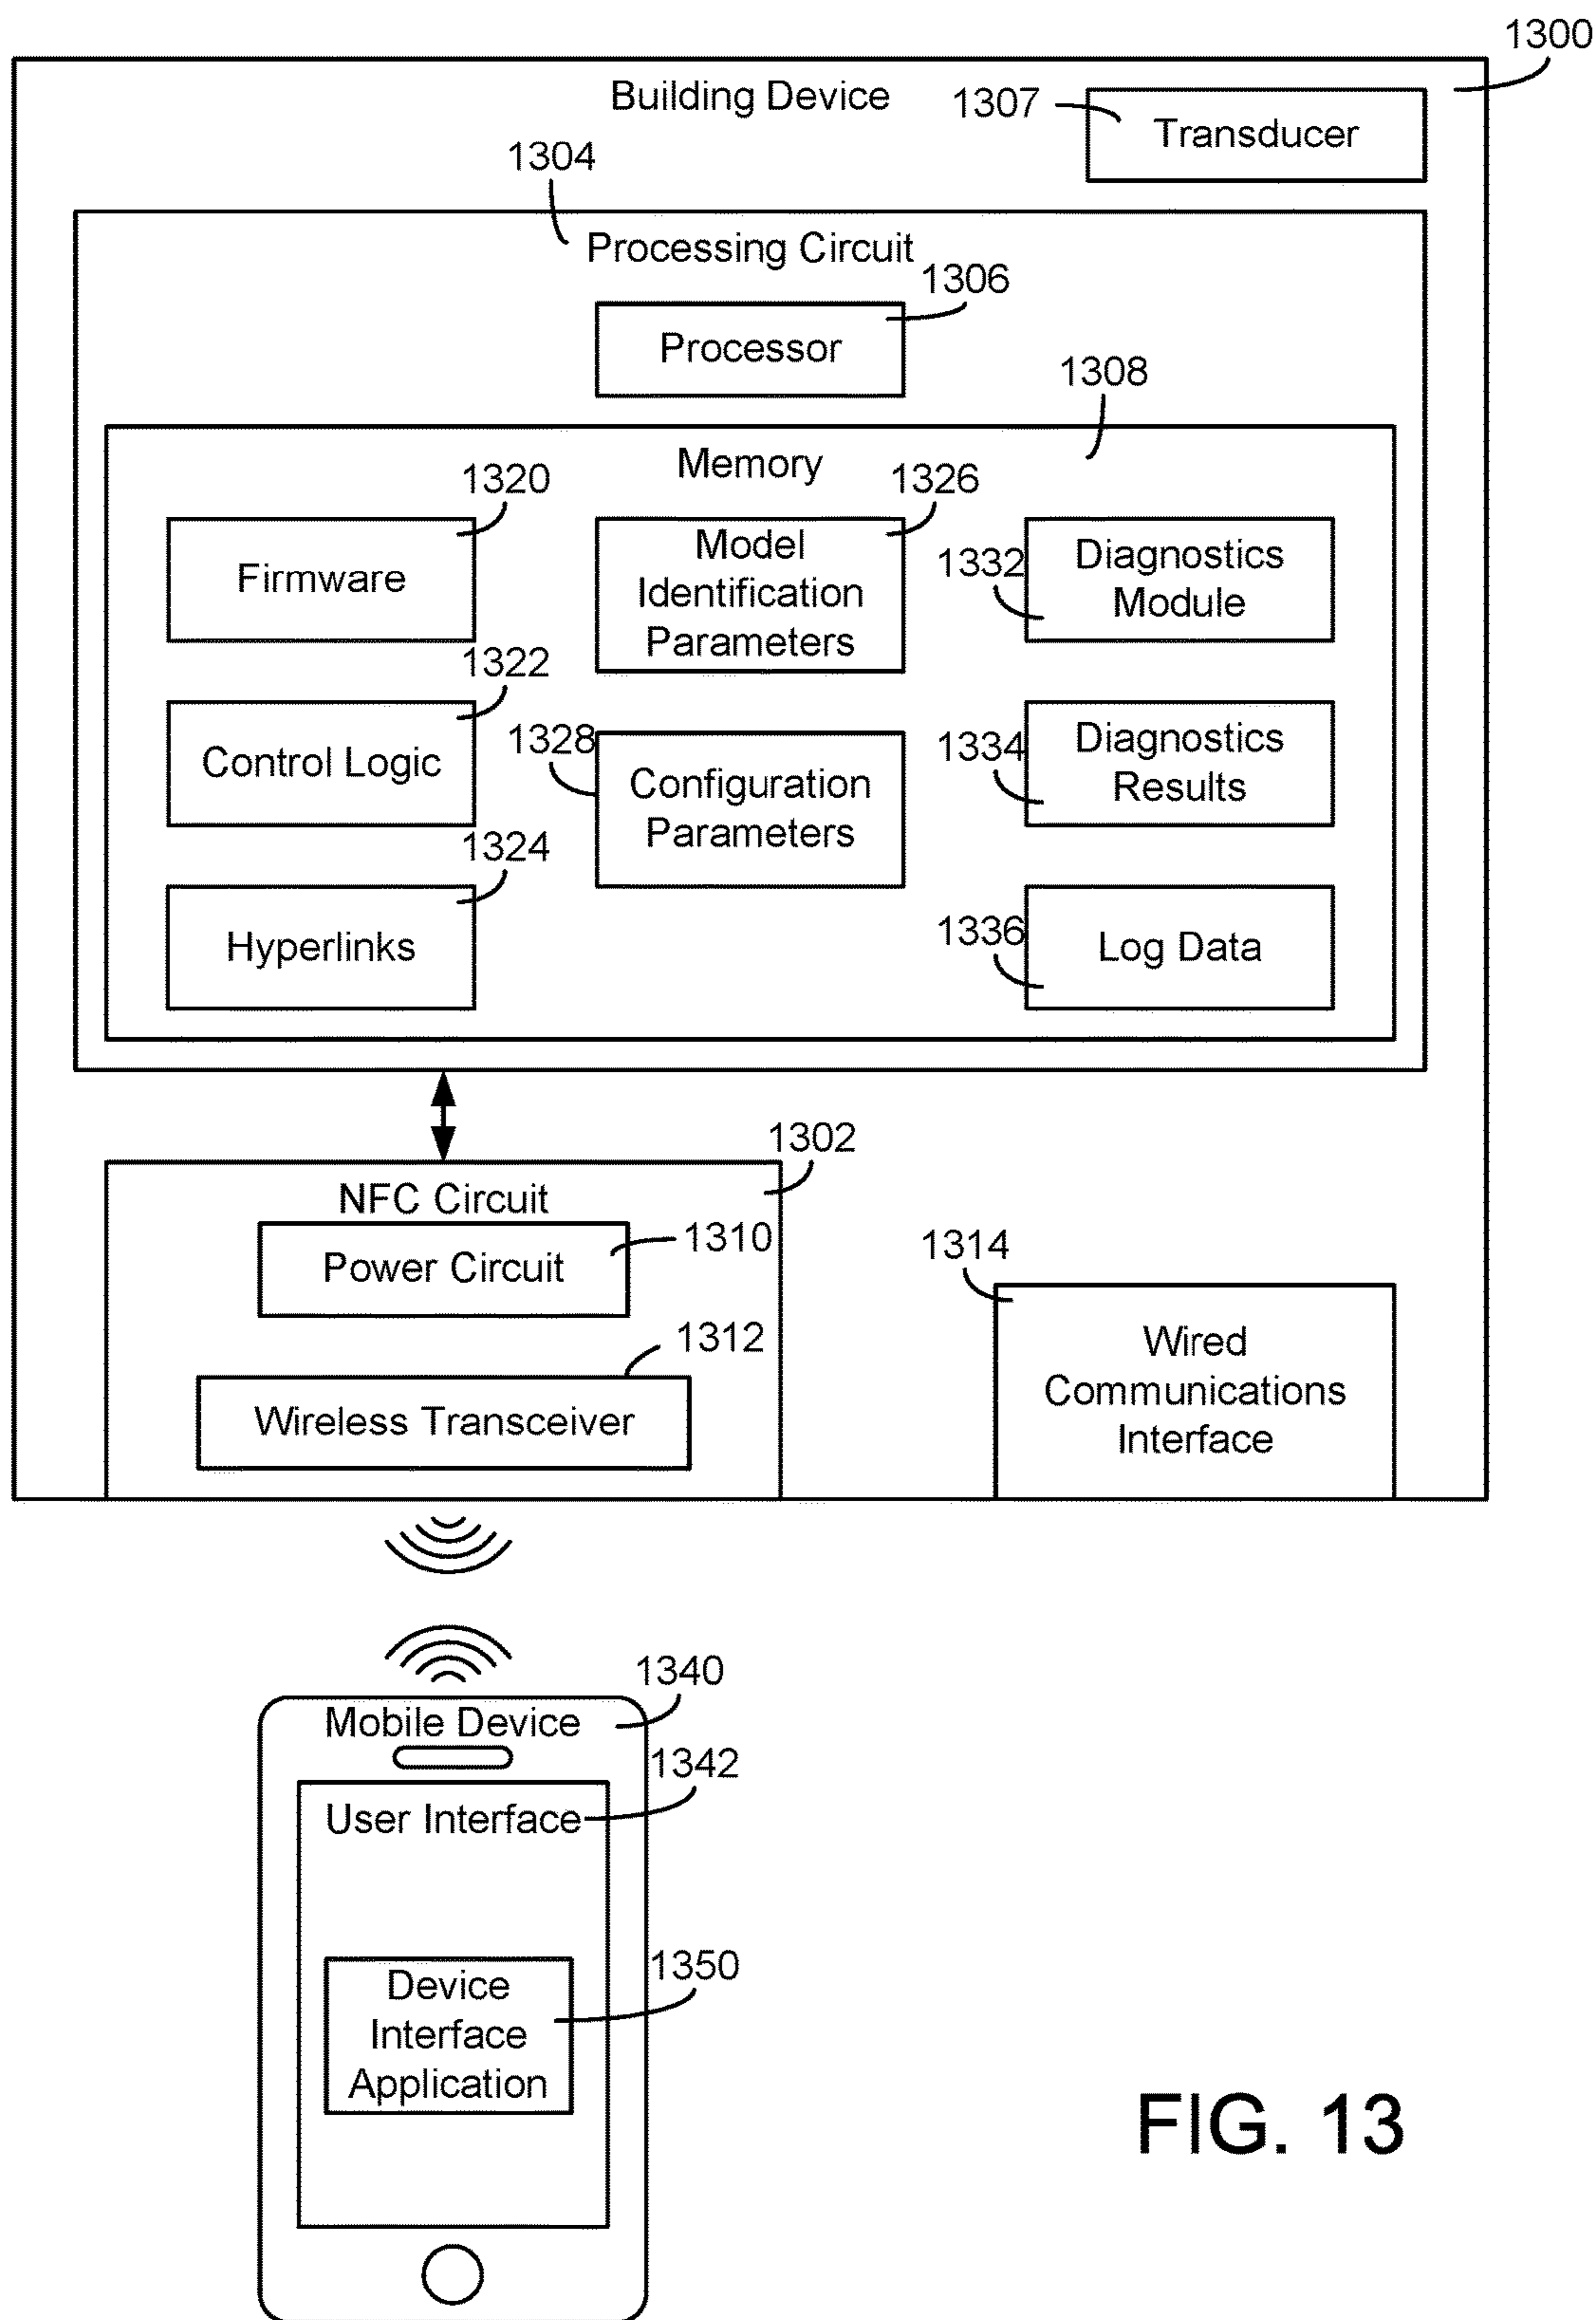 1300
Building Device
1307
Transducer
1304
Processing Circuit
1306
Processor
1308
Memory
1320
Firmware
1326
Model
Identification
Parameters
1332
Diagnostics
Module
1322
Control Logic
1328
Configuration
Parameters
1334
Diagnostics
Results
1324
Hyperlinks
1336
Log Data
1302
NFC Circuit
1310
Power Circuit
1312
Wireless Transceiver
1314
Wired
Communications
Interface
1340
Mobile Device
1342
User Interface
1350
Device
Interface
Application
FIG. 13